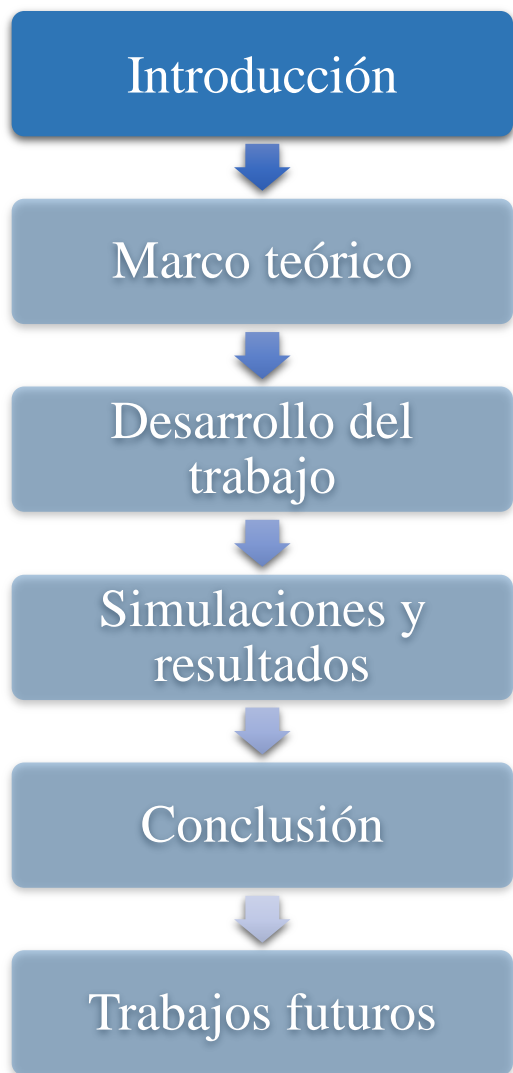 Introducción
Marco teórico
Desarrollo del
trabajo
Simulaciones y
resultados
Conclusión
Trabajos futuros